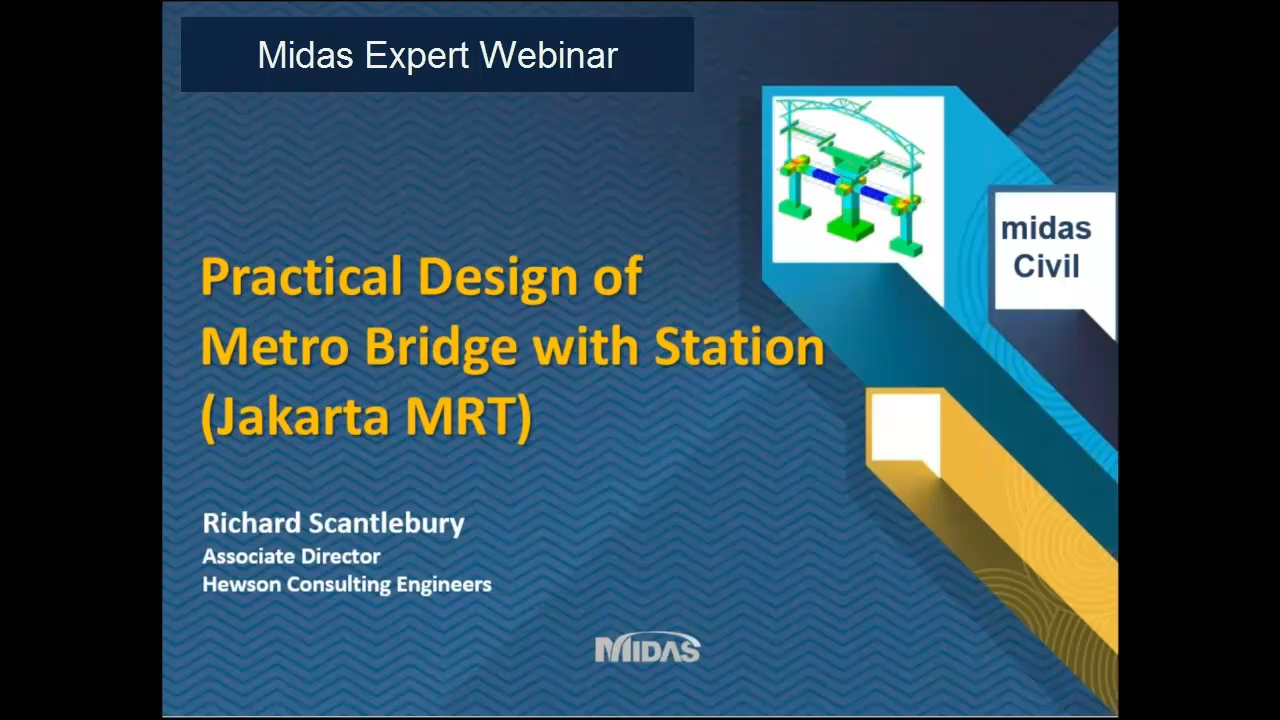 Midas Expert Webinar
midas
Civil
Practical Design of
Metro Bridge with Station
(Jakarta MRT)
Richard Scantlebury
Associate Director
Hewson Consulting Engineers
MIDAS